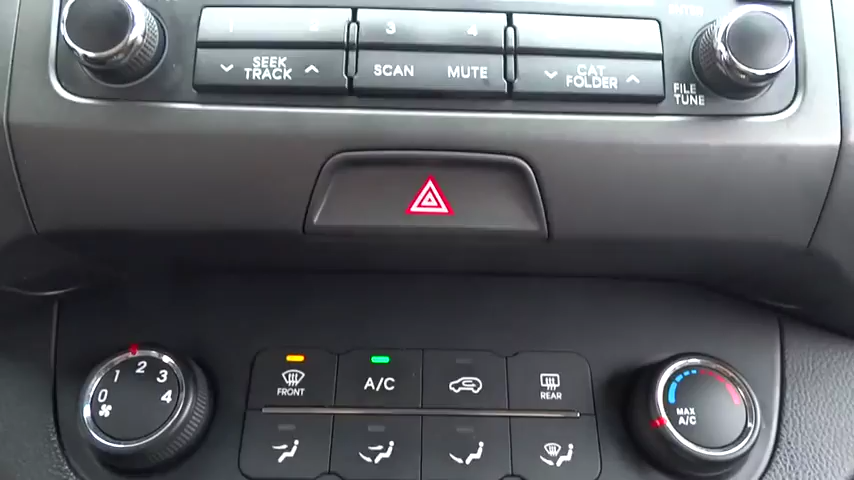 1 2 3 4
ENTER
SEEK
TRACK
SCAN MUTE
CAT
FOLDER
FILE
TUNE
0 1 2 3 4
FRONT
A/C
REAR
MAX
A/C